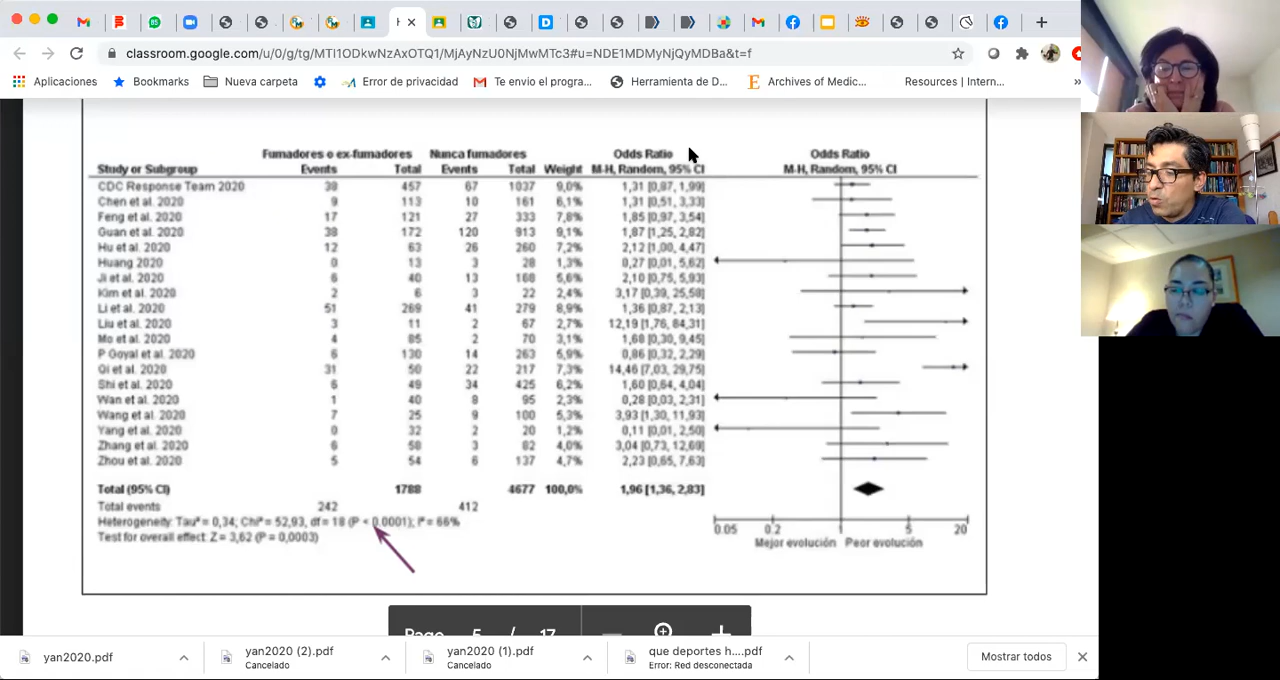 classroom.google.com/u/0/g/tg/MTI1ODkwNzAxOTQ1/MjAyNzU0NjMwMTc3#u=NDE1MDMyNjQyMDBa&t=f
Aplicaciones Bookmarks Nueva carpeta Error de privacidad Te envio el progra... Herramienta de D... Archives of Medic... Resources | Intern... »
Fumadores o ex-fumadores Nunca fumadores Odds Ratio Odds Ratio
Study or Subgroup Events Total Events Total Weight M-H, Random, 95% CI M-H, Random, 95% CI
CDC Response Team 2020 38 457 67 1037 9,0% 1,31 [0,87, 1,99]
Chen et al. 2020 9 113 10 161 6,1% 1,31 [0,51, 3,33]
Feng et al. 2020 17 121 27 333 7,8% 1,85 [0,97, 3,54]
Guan et al. 2020 38 172 120 913 9,1% 1,87 [1,25, 2,82]
Hu et al. 2020 12 63 26 260 7,2% 2,12 [1,00, 4,47]
Huang 2020 0 13 3 28 1,3% 0,27 [0,01, 5,62]
Ji et al. 2020 6 40 13 168 5,6% 2,10 [0,75, 5,93]
Kim et al. 2020 2 6 3 22 2,4% 3,17 [0,39, 25,58]
Li et al. 2020 51 269 41 279 8,9% 1,36 [0,87, 2,13]
Liu et al. 2020 3 11 2 67 2,7% 12,19 [1,76, 84,31]
Mo et al. 2020 4 85 2 70 3,1% 1,68 [0,30, 9,45]
P Goyal et al. 2020 6 130 14 263 5,9% 0,86 [0,32, 2,29]
Qi et al. 2020 31 50 22 217 7,3% 14,46 [7,03, 29,75]
Shi et al. 2020 6 49 34 425 6,2% 1,60 [0,64, 4,04]
Wan et al. 2020 1 40 8 95 2,3% 0,28 [0,03, 2,31]
Wang et al. 2020 7 25 9 100 5,3% 3,93 [1,30, 11,93]
Yang et al. 2020 0 32 2 20 1,2% 0,11 [0,01, 2,50]
Zhang et al. 2020 6 58 3 82 4,0% 3,04 [0,73, 12,69]
Zhou et al. 2020 5 54 6 137 4,7% 2,23 [0,65, 7,63]
Total (95% CI) 1788 4677 100,0% 1,96 [1,36, 2,83]
Total events 242 412
Heterogeneity: Tau² = 0,34; Chi² = 52,93, df = 18 (P < 0,0001); I² = 66%
Test for overall effect: Z = 3,62 (P = 0,0003)
0.05 0.2 1 5 20
Mejor evolución Peor evolución
Page 5 / 17
yan2020.pdf yan2020 (2).pdf yan2020 (1).pdf que deportes h....pdf Mostrar todos
Cancelado Cancelado Error: Red desconectada